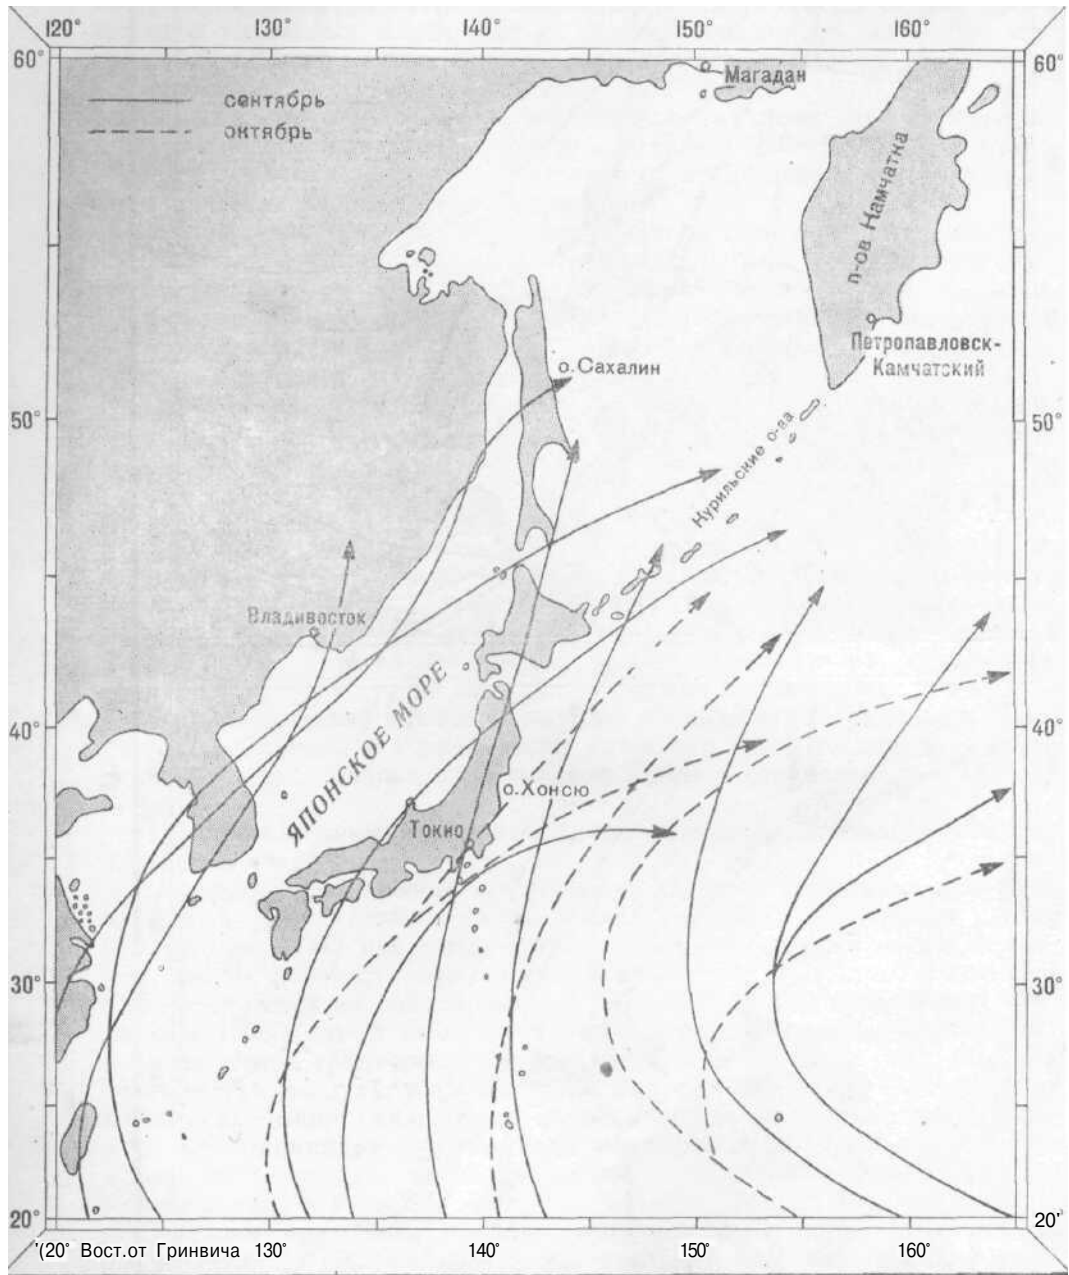 120° 130° 140° 150° 160°
60° 60°
Магадан
сентябрь
октябрь
п-ов Камчатка
Петропавловск-
Камчатский
о.Сахалин
50° 50°
Курильские о-ва
Владивосток
ЯПОНСКОЕ МОРЕ
40° 40°
о.Хонсю
Токио
30° 30°
20° 20°
'(20° Вост.от Гринвича 130° 140° 150° 160°